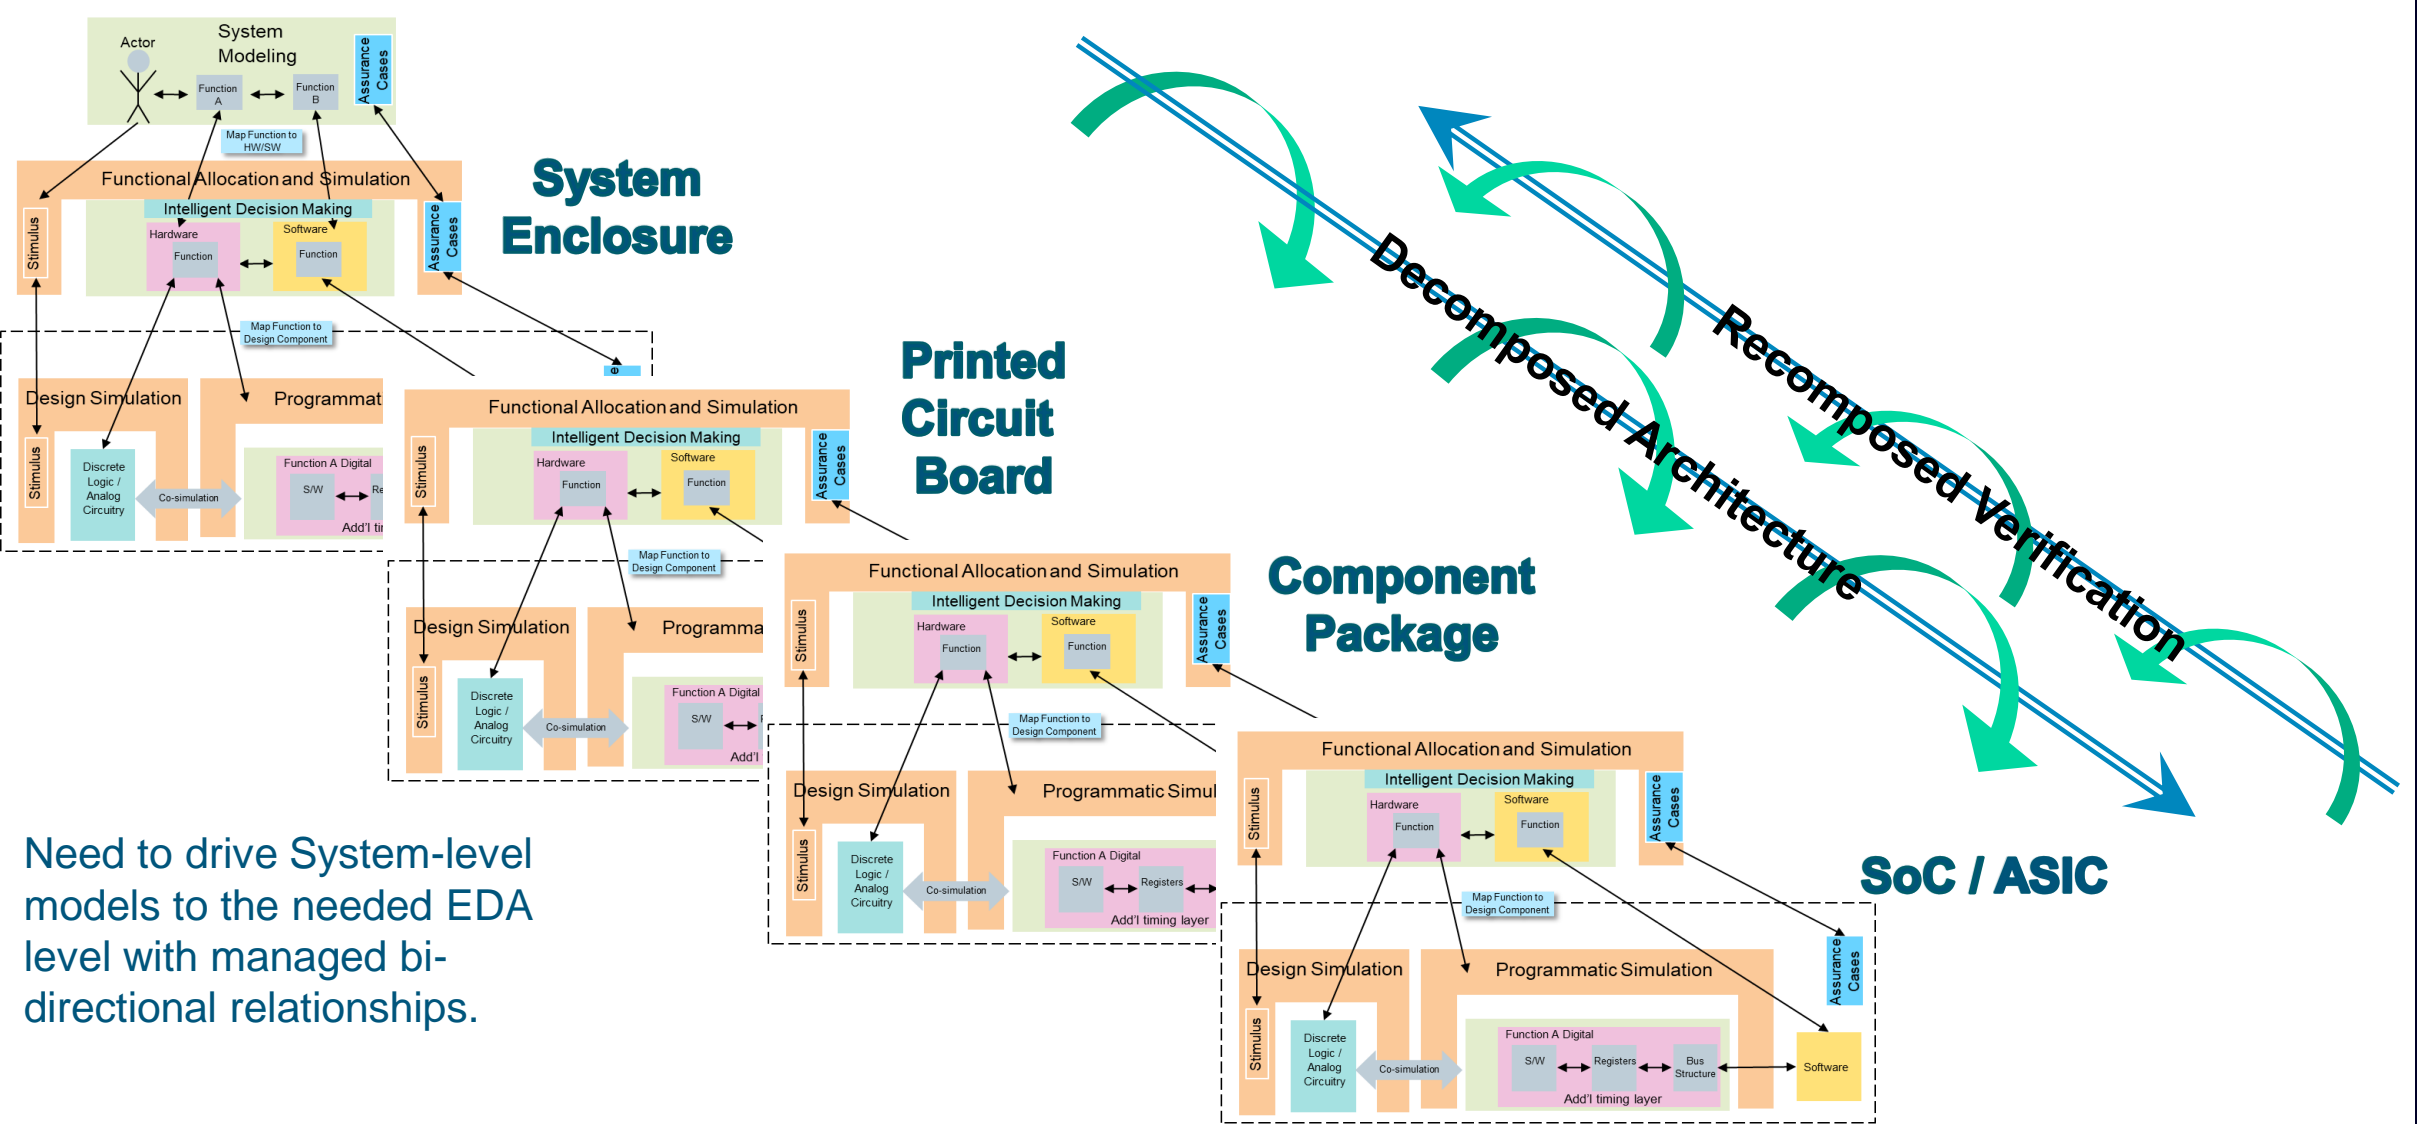 Actor
System
Modeling
Assurance
Cases
Function
A
Function
B
Map Function to
HW/SW
Functional Allocation and Simulation
Intelligent Decision Making
Stimulus
Hardware
Function
Software
Function
Assurance
Cases
System
Enclosure
Map Function to
Design Component
Design Simulation
Programmat
Stimulus
Discrete
Logic /
Analog
Circuitry
Co-simulation
Function A Digital
S/W
Re
Add'l tir
e
Functional Allocation and Simulation
Intelligent Decision Making
Stimulus
Hardware
Function
Software
Function
Assurance
Cases
Printed
Circuit
Board
Map Function to
Design Component
Design Simulation
Programma
Stimulus
Discrete
Logic /
Analog
Circuitry
Co-simulation
Function A Digital
S/W
Add'l
Functional Allocation and Simulation
Intelligent Decision Making
Stimulus
Hardware
Function
Software
Function
Assurance
Cases
Component
Package
Map Function to
Design Component
Design Simulation
Programmatic Simul
Stimulus
Discrete
Logic /
Analog
Circuitry
Co-simulation
Function A Digital
S/W
Registers
Add'l timing layer
Functional Allocation and Simulation
Intelligent Decision Making
Stimulus
Hardware
Function
Software
Function
Assurance
Cases
SoC / ASIC
Map Function to
Design Component
Design Simulation
Programmatic Simulation
Assurance
Cases
Stimulus
Discrete
Logic /
Analog
Circuitry
Co-simulation
Function A Digital
S/W
Registers
Bus
Structure
Add'l timing layer
Software
Decomposed Architecture
Recomposed Verification
Need to drive System-level
models to the needed EDA
level with managed bi-
directional relationships.